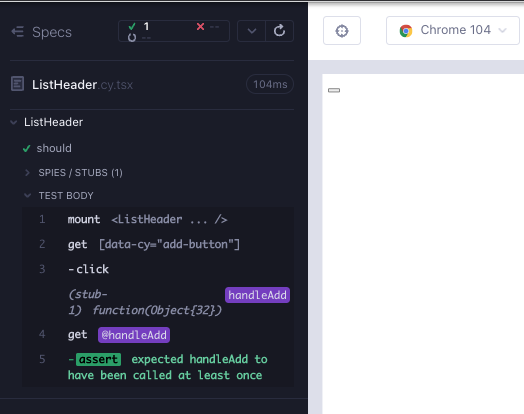 Specs
1
--
--
Chrome 104
ListHeader.cy.tsx
104ms
ListHeader
should
SPIES / STUBS (1)
TEST BODY
1 mount <ListHeader ... />
2 get [data-cy="add-button"]
3 -click
(stub-
1) function(Object{32})
handleAdd
4 get @handleAdd
5 -assert expected handleAdd to
have been called at least once